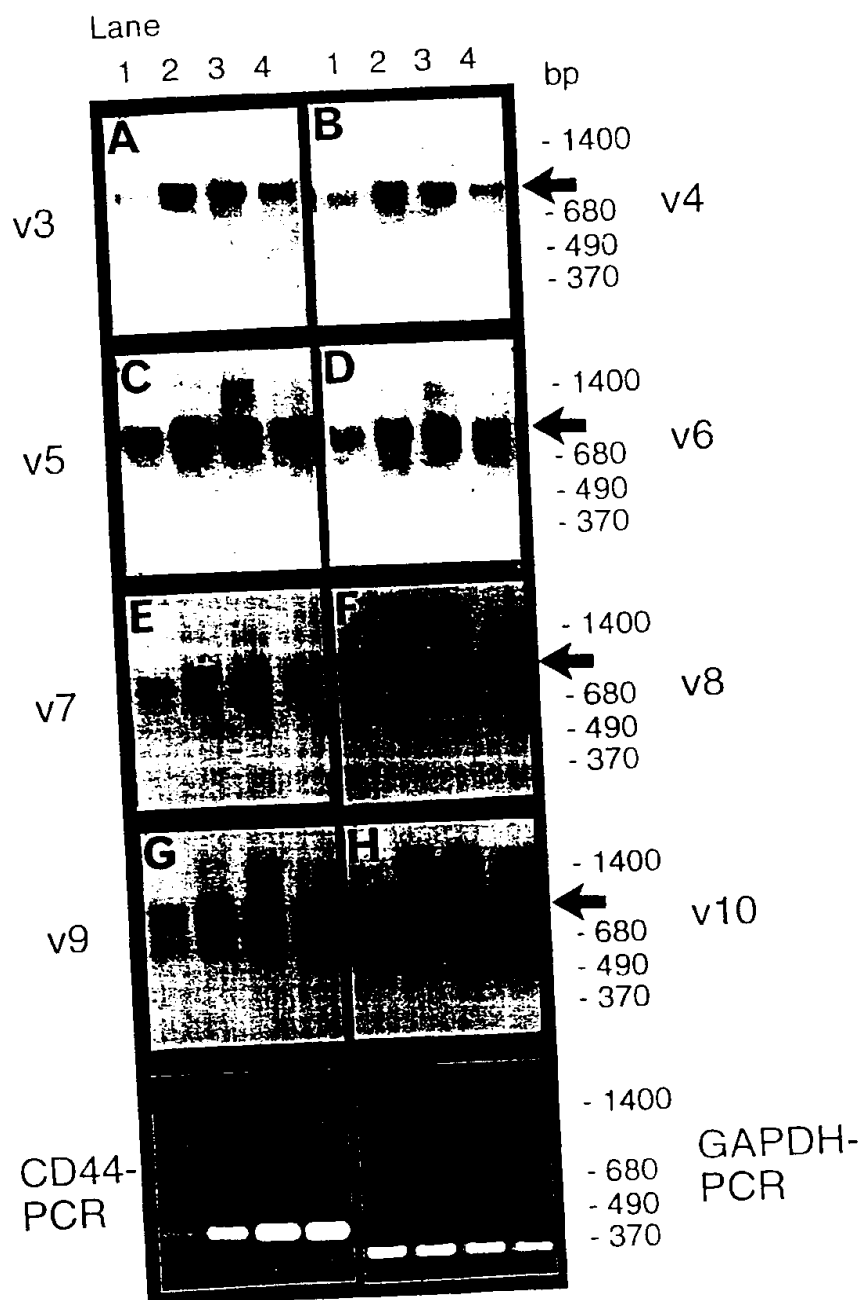 Lane
1 2 3 4 1 2 3 4 bp
A B - 1400
v3 - 680 v4
- 490
- 370
C D - 1400
v5 - 680 v6
- 490
- 370
E F - 1400
v7 - 680 v8
- 490
- 370
G H - 1400
v9 - 680 v10
- 490
- 370
- 1400
CD44- - 680 GAPDH-
PCR - 490 PCR
- 370